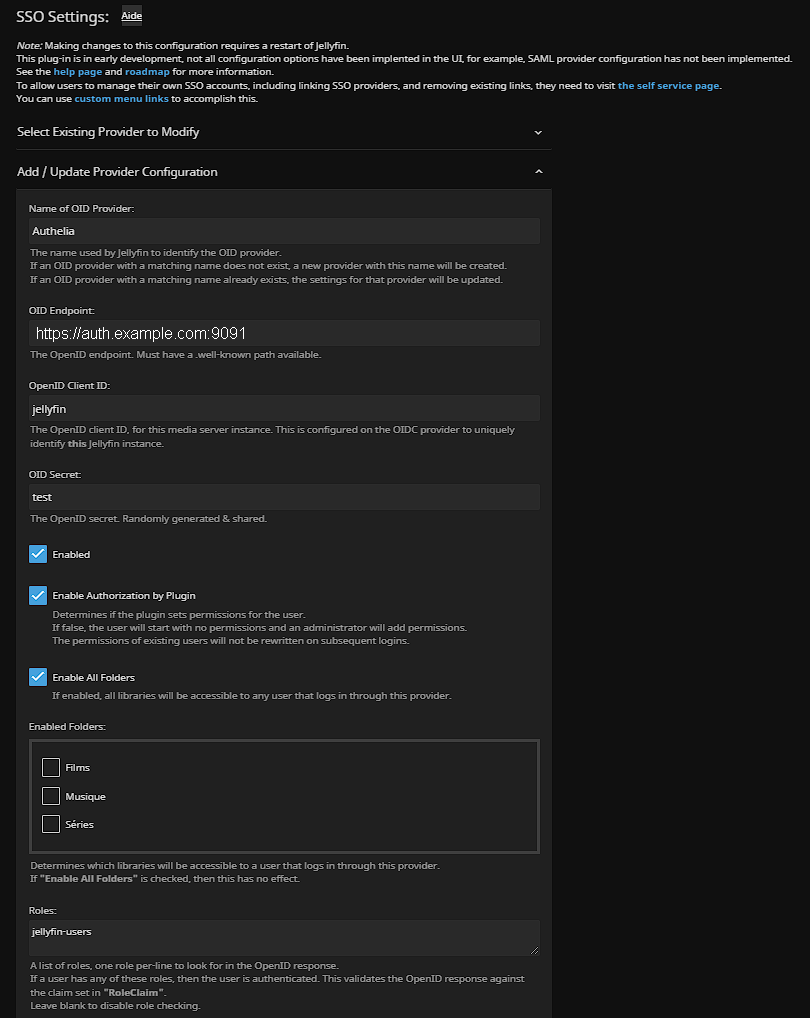 SSO Settings: Aide
Note: Making changes to this configuration requires a restart of Jellyfin.
This plug-in is in early development, not all configuration options have been implented in the UI, for example, SAML provider configuration has not been implemented.
See the help page and roadmap for more information.
To allow users to manage their own SSO accounts, including linking SSO providers, and removing existing links, they need to visit the self service page.
You can use custom menu links to accomplish this.
Select Existing Provider to Modify
Add / Update Provider Configuration
Name of OID Provider:
Authelia
The name used by Jellyfin to identify the OID provider.
If an OID provider with a matching name does not exist, a new provider with this name will be created.
If an OID provider with a matching name already exists, the settings for that provider will be updated.
OID Endpoint:
https://auth.example.com:9091
The OpenID endpoint. Must have a .well-known path available.
OpenID Client ID:
jellyfin
The OpenID client ID, for this media server instance. This is configured on the OIDC provider to uniquely
identify this Jellyfin instance.
OID Secret:
test
The OpenID secret. Randomly generated & shared.
Enabled
Enable Authorization by Plugin
Determines if the plugin sets permissions for the user.
If false, the user will start with no permissions and an administrator will add permissions.
The permissions of existing users will not be rewritten on subsequent logins.
Enable All Folders
If enabled, all libraries will be accessible to any user that logs in through this provider.
Enabled Folders:
Films
Musique
Séries
Determines which libraries will be accessible to a user that logs in through this provider.
If "Enable All Folders" is checked, then this has no effect.
Roles:
jellyfin-users
A list of roles, one role per-line to look for in the OpenID response.
If a user has any of these roles, then the user is authenticated. This validates the OpenID response against
the claim set in "RoleClaim".
Leave blank to disable role checking.